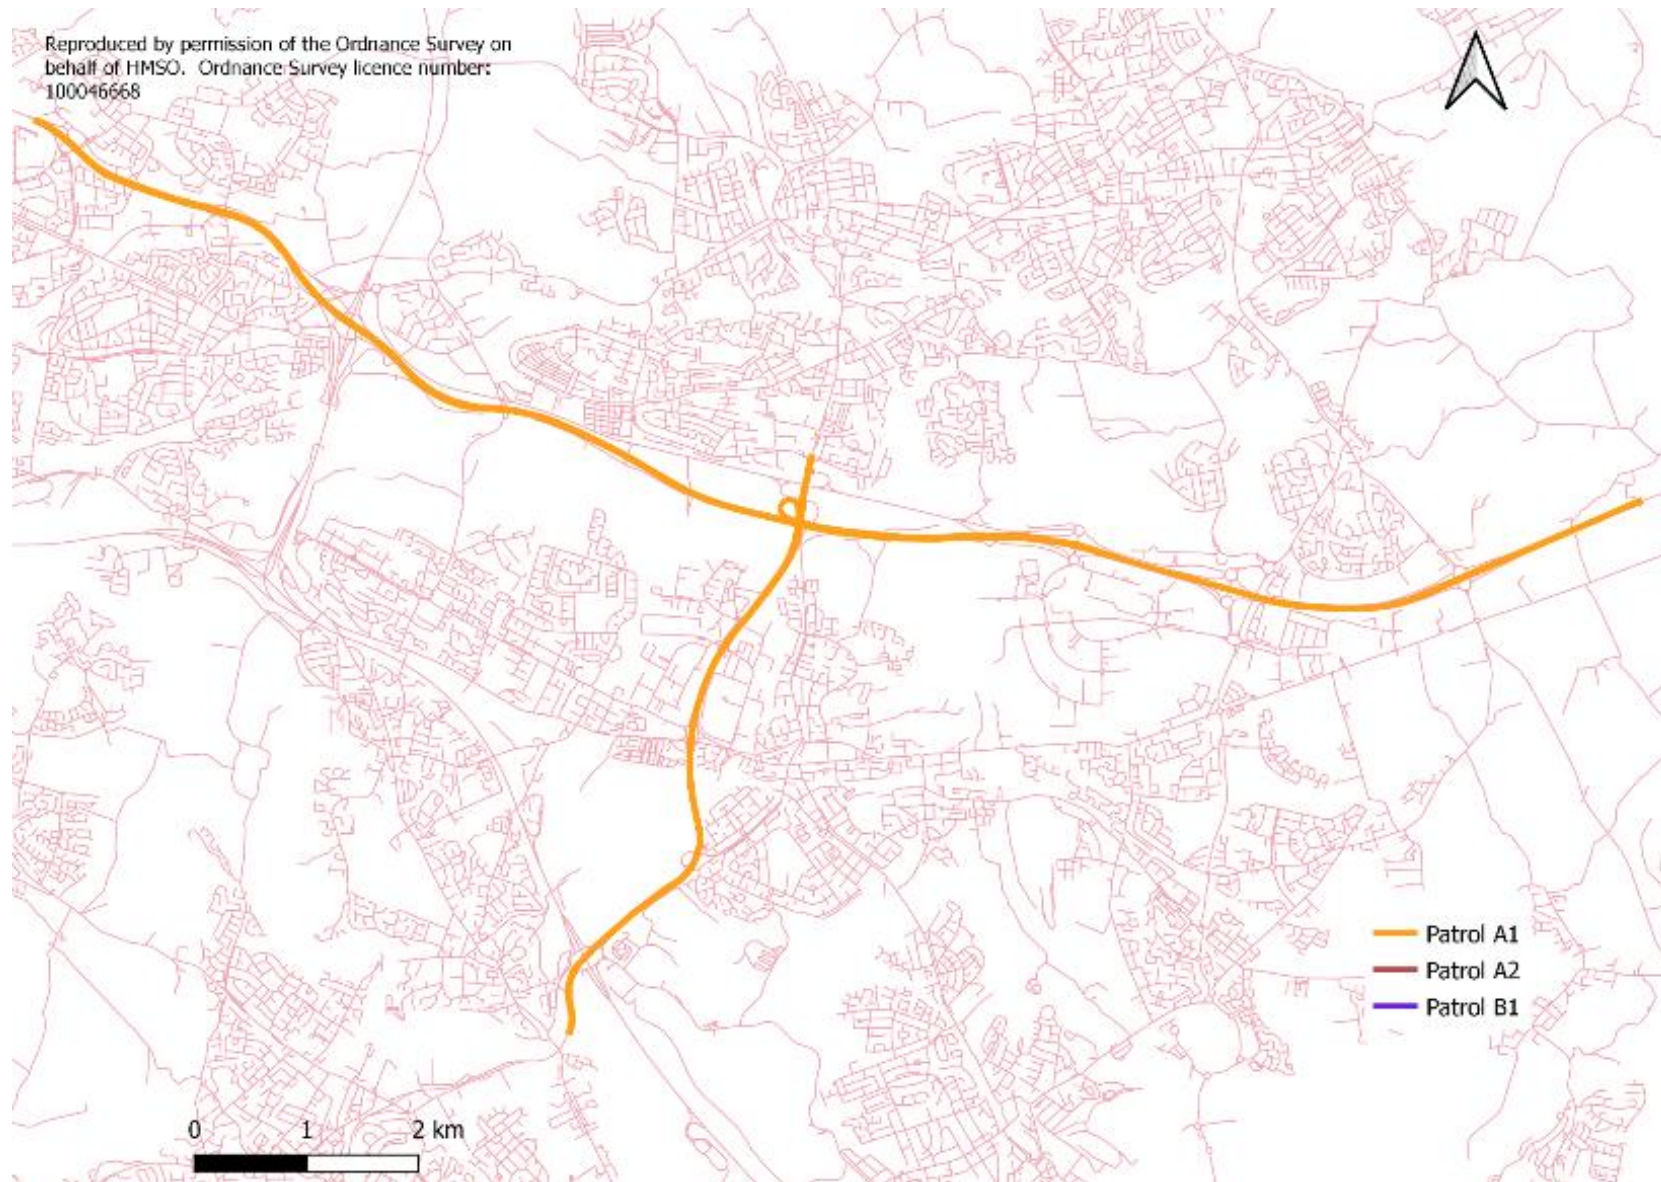 Reproduced by permission of the Ordnance Survey on
behalf of HMSO. Ordnance Survey licence number:
100046668
Patrol A1
Patrol A2
Patrol B1
0 1 2 km